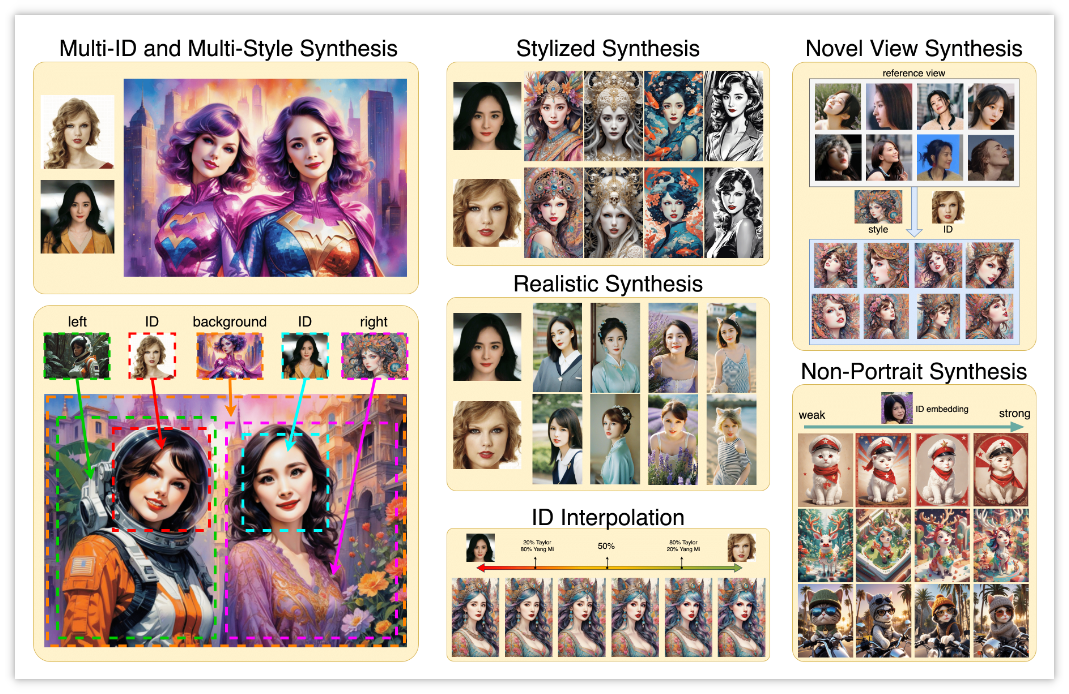 Multi-ID and Multi-Style Synthesis
left
ID
background
ID
right
Stylized Synthesis
Realistic Synthesis
ID Interpolation
20% Taylor
80% Yang Mi
50%
80% Taylor
20% Yang Mi
Novel View Synthesis
reference view
style
ID
Non-Portrait Synthesis
weak
ID embedding
strong